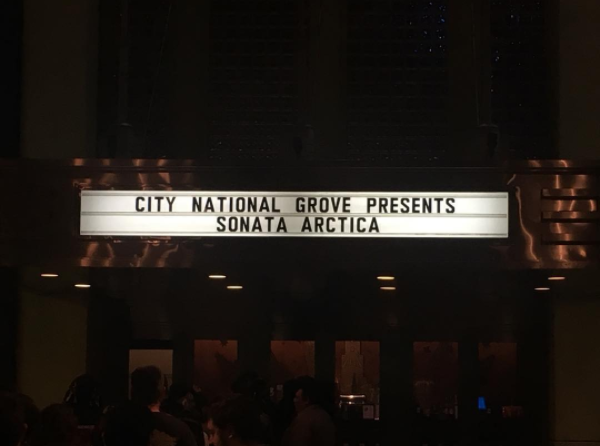 CITY NATIONAL GROVE PRESENTS
SONATA ARCTICA